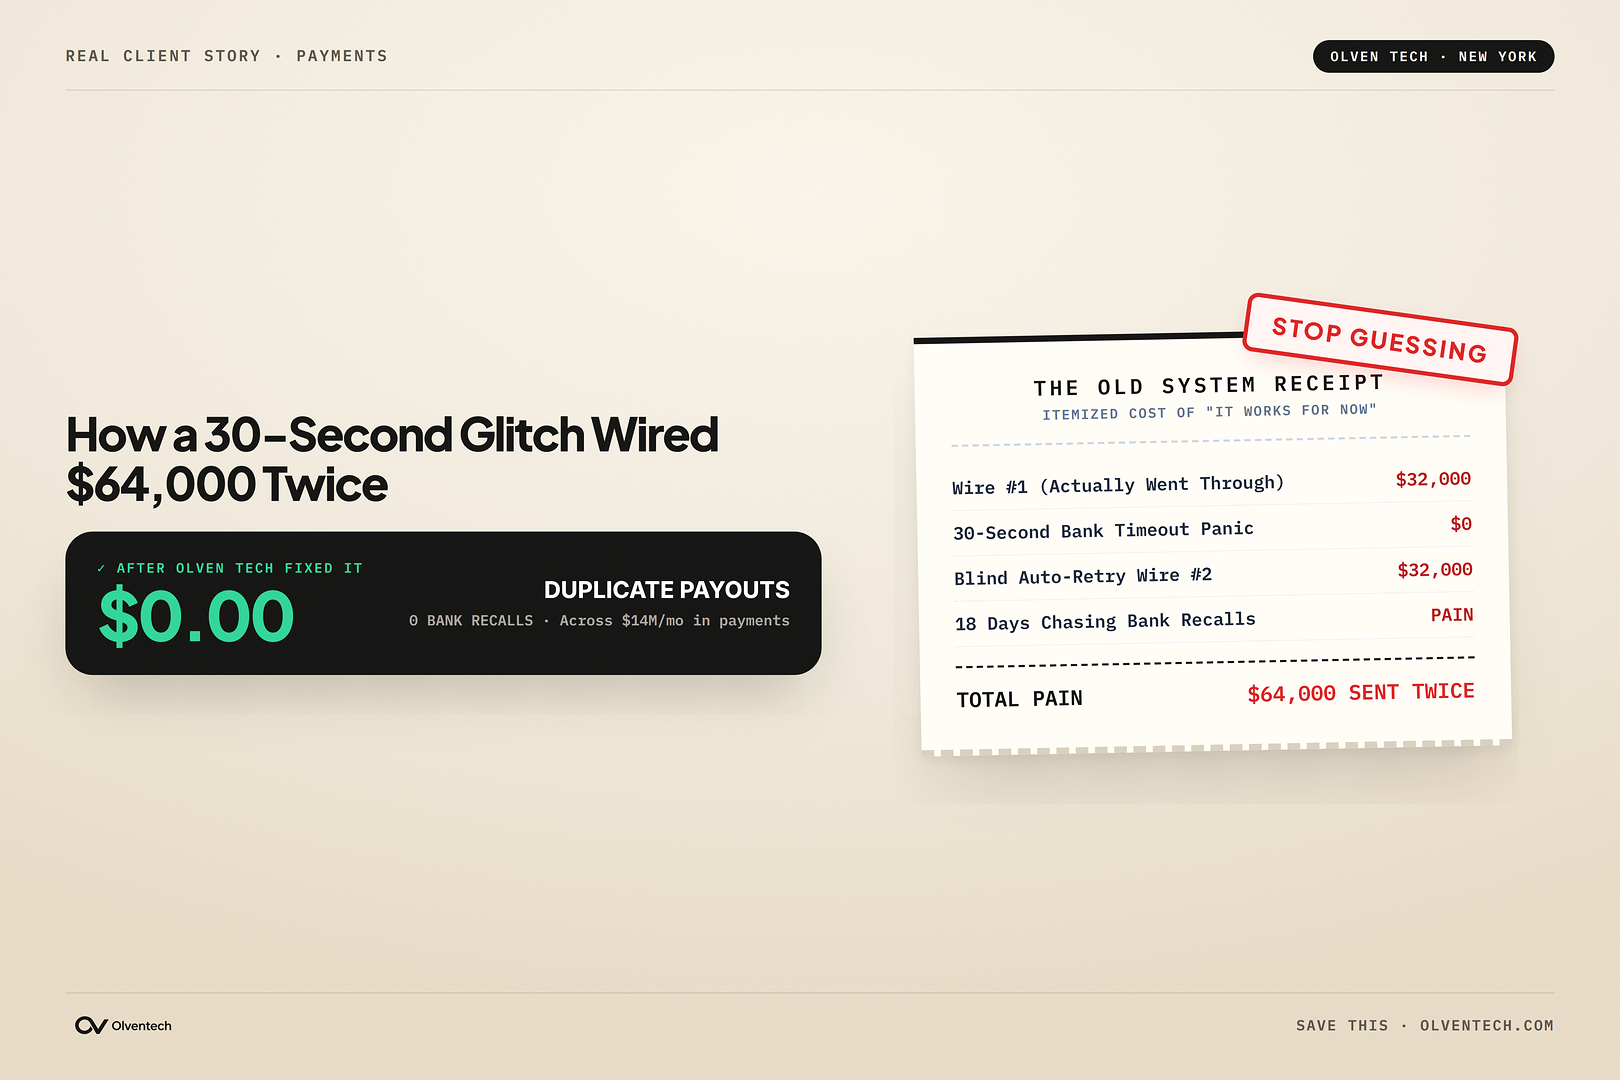 REAL CLIENT STORY · PAYMENTS
OLVEN TECH · NEW YORK
How a 30-Second Glitch Wired
$64,000 Twice
✓ AFTER OLVEN TECH FIXED IT
$0.00
DUPLICATE PAYOUTS
0 BANK RECALLS · Across $14M/mo in payments
STOP GUESSING
THE OLD SYSTEM RECEIPT
ITEMIZED COST OF "IT WORKS FOR NOW"
Wire #1 (Actually Went Through) $32,000
30-Second Bank Timeout Panic $0
Blind Auto-Retry Wire #2 $32,000
18 Days Chasing Bank Recalls PAIN
TOTAL PAIN $64,000 SENT TWICE
Olventech
SAVE THIS · OLVENTECH.COM